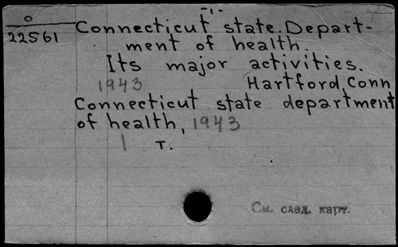 -1-
O
22561
Connecticut state. Depart-
ment of health.
Its major activities.
1943 Hartford, Conn
Connecticut state department
of health, 1943
1 т.
См. след. карт.